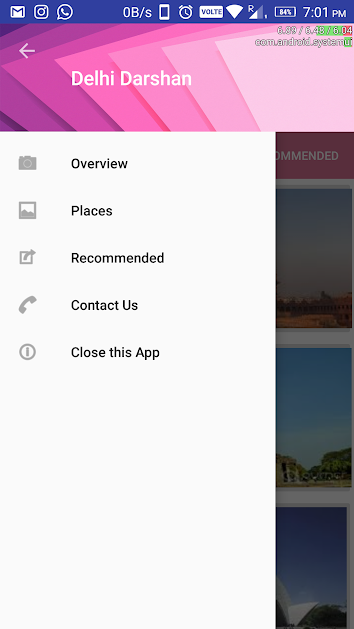 0B/s VOLTE R 84% 7:01 PM
6.09 / 6.48 / 6.04
com.android.systemui
Delhi Darshan
OMMENDED
Overview
Places
Recommended
Contact Us
Close this App